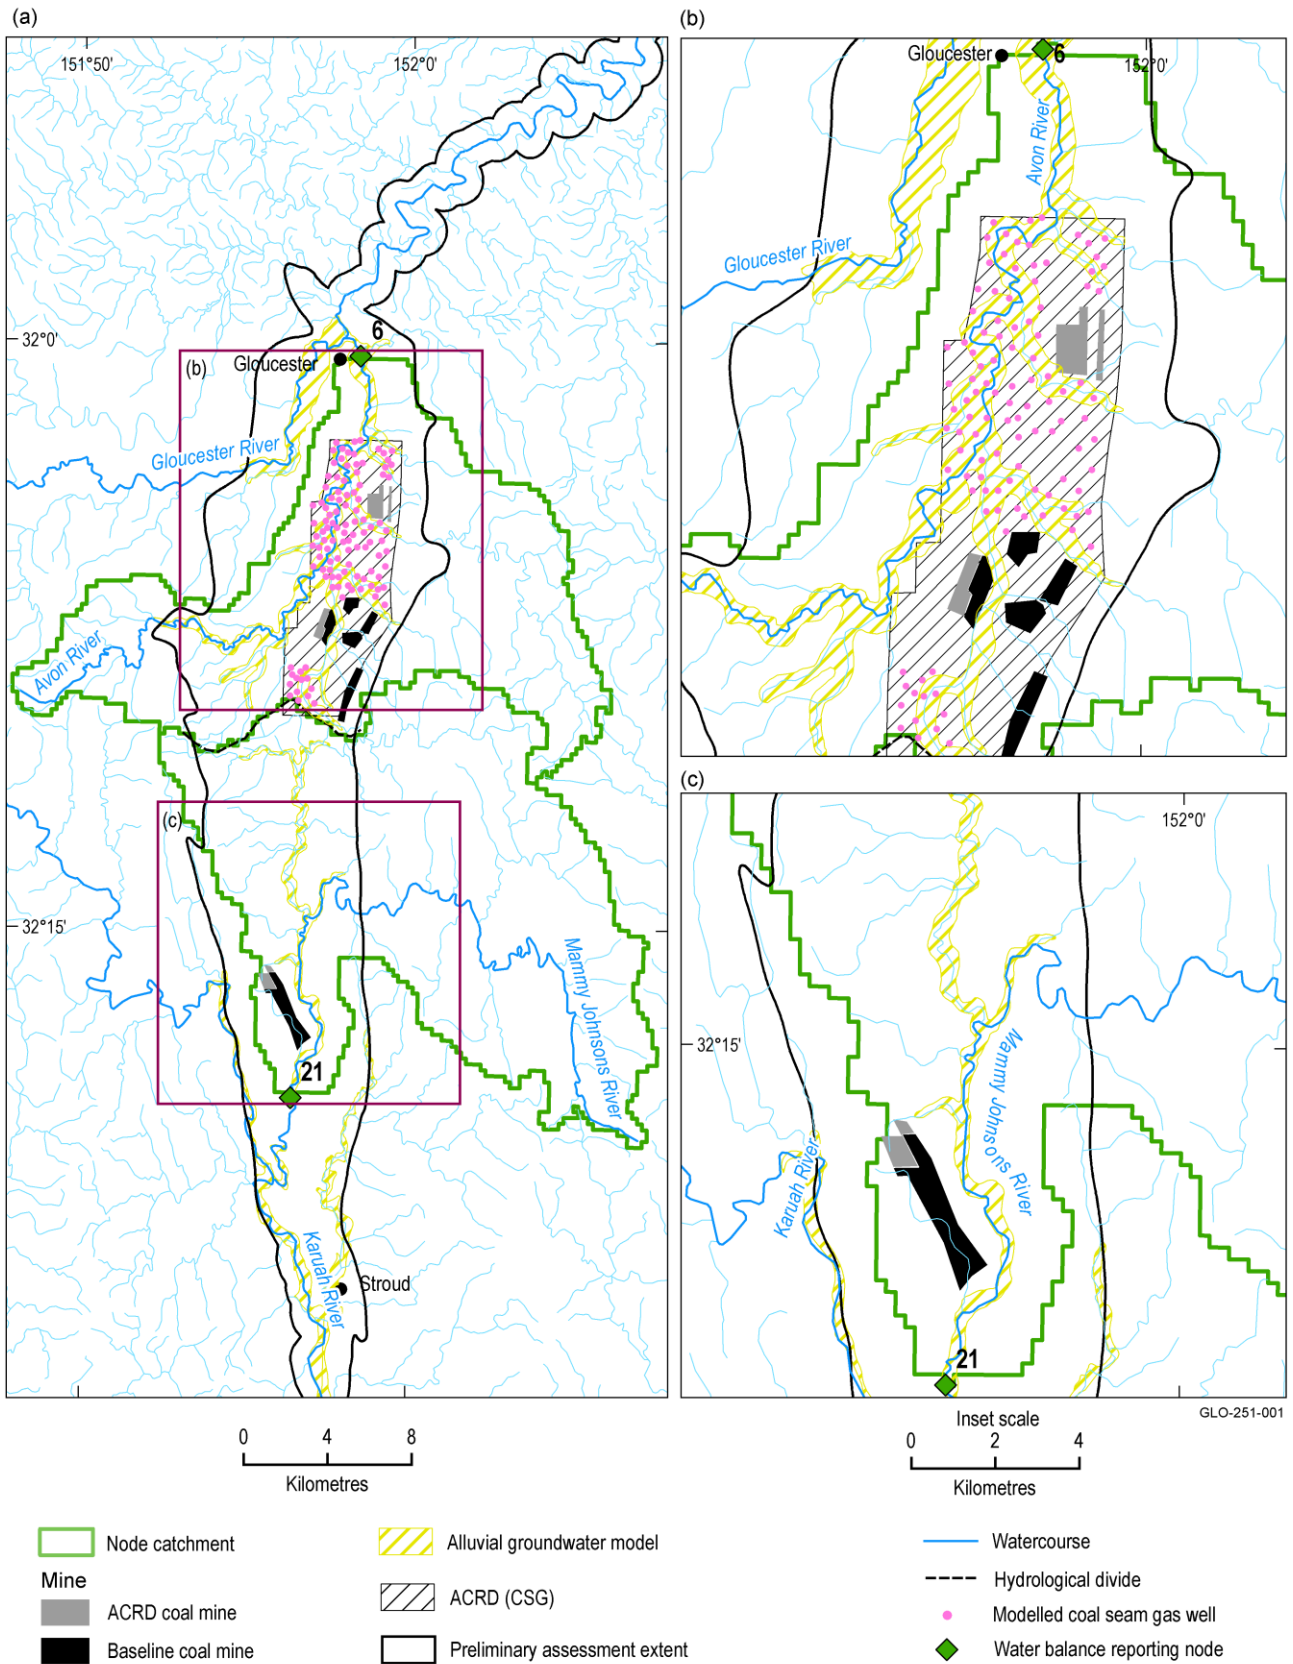 (a)
151°50'
152°0'
6
32°0'
(b)
Gloucester
Gloucester River
Avon River
(c)
32°15'
Mammy Johnsons River
21
Karuah River
Stroud
0 4 8
Kilometres
(b)
Gloucester
6
152°0'
Avon River
Gloucester River
(c)
152°0'
32°15'
Mammy Johnsons River
Karuah River
21
GLO-251-001
Inset scale
0 2 4
Kilometres
Node catchment
Mine
ACRD coal mine
Baseline coal mine
Alluvial groundwater model
ACRD (CSG)
Preliminary assessment extent
Watercourse
Hydrological divide
Modelled coal seam gas well
Water balance reporting node